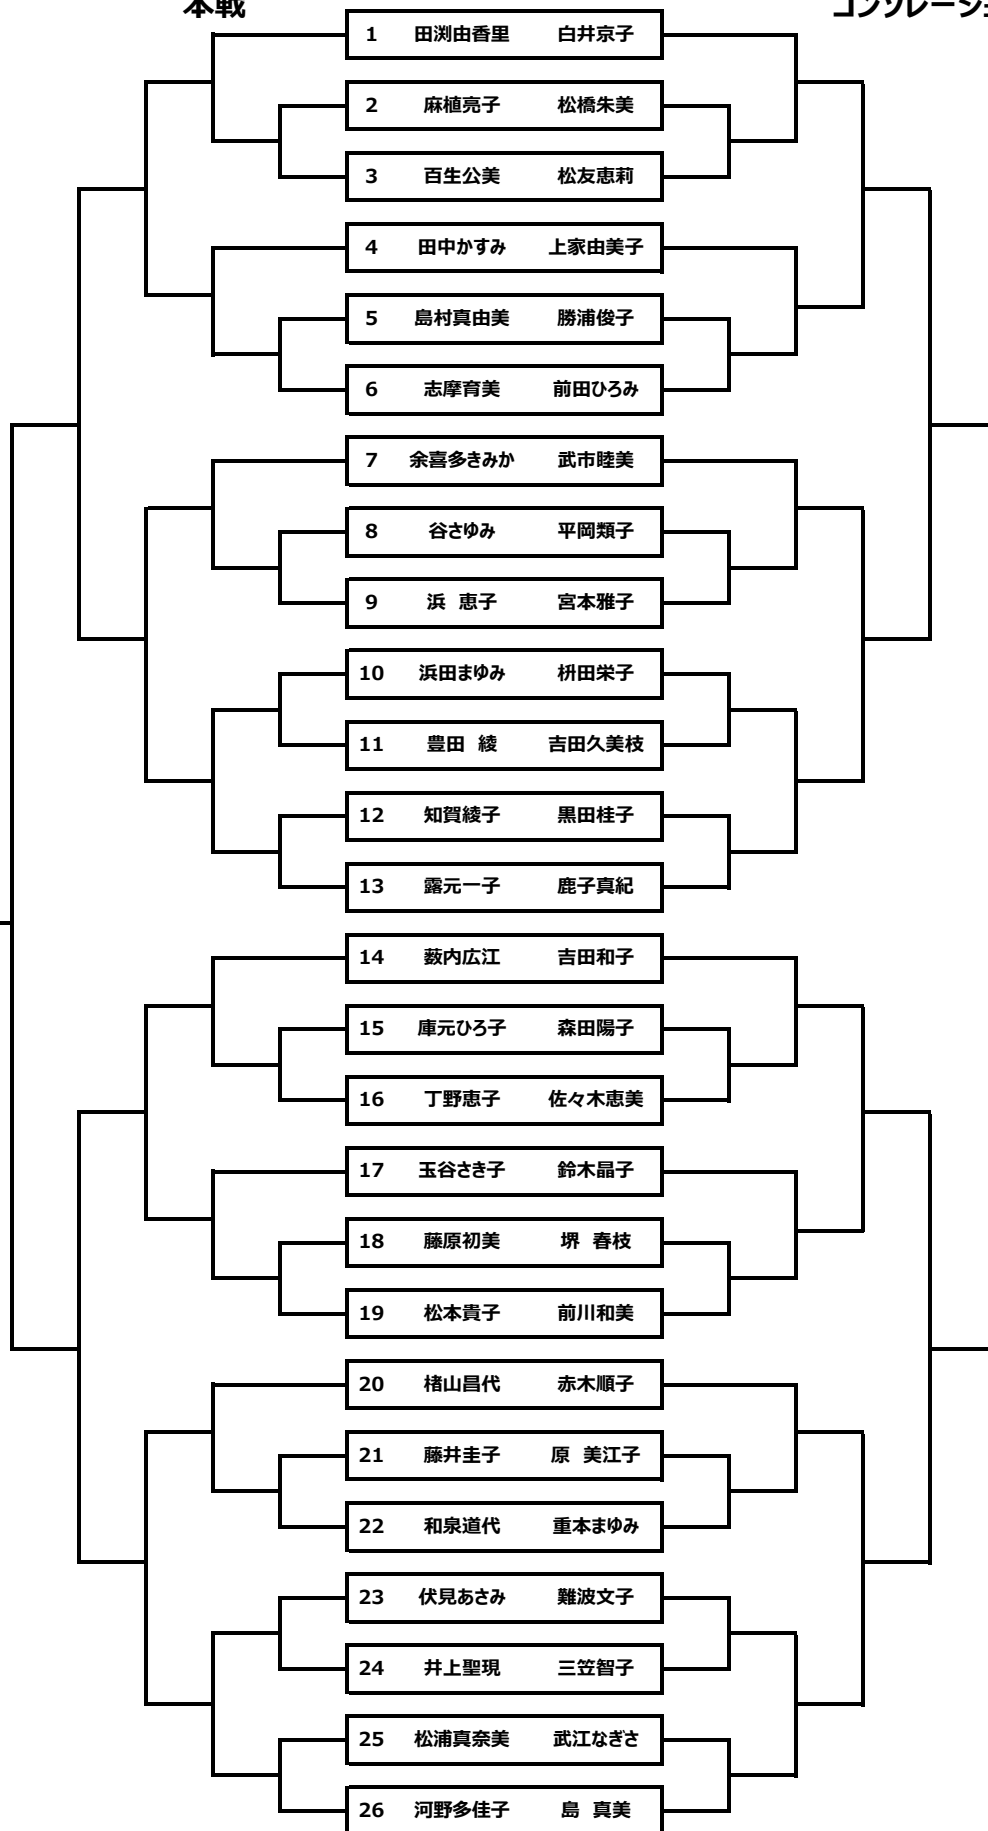 本戦 コンソレーショ
1 田渕由香里 白井京子
2 麻植亮子 松橋朱美
3 百生公美 松友恵莉
4 田中かすみ 上家由美子
5 島村真由美 勝浦俊子
6 志摩育美 前田ひろみ
7 余喜多きみか 武市睦美
8 谷さゆみ 平岡類子
9 浜 恵子 宮本雅子
10 浜田まゆみ 枡田栄子
11 豊田 綾 吉田久美枝
12 知賀綾子 黒田桂子
13 露元一子 鹿子真紀
14 薮内広江 吉田和子
15 庫元ひろ子 森田陽子
16 丁野恵子 佐々木恵美
17 玉谷さき子 鈴木晶子
18 藤原初美 堺 春枝
19 松本貴子 前川和美
20 楮山昌代 赤木順子
21 藤井圭子 原 美江子
22 和泉道代 重本まゆみ
23 伏見あさみ 難波文子
24 井上聖現 三笠智子
25 松浦真奈美 武江なぎさ
26 河野多佳子 島 真美